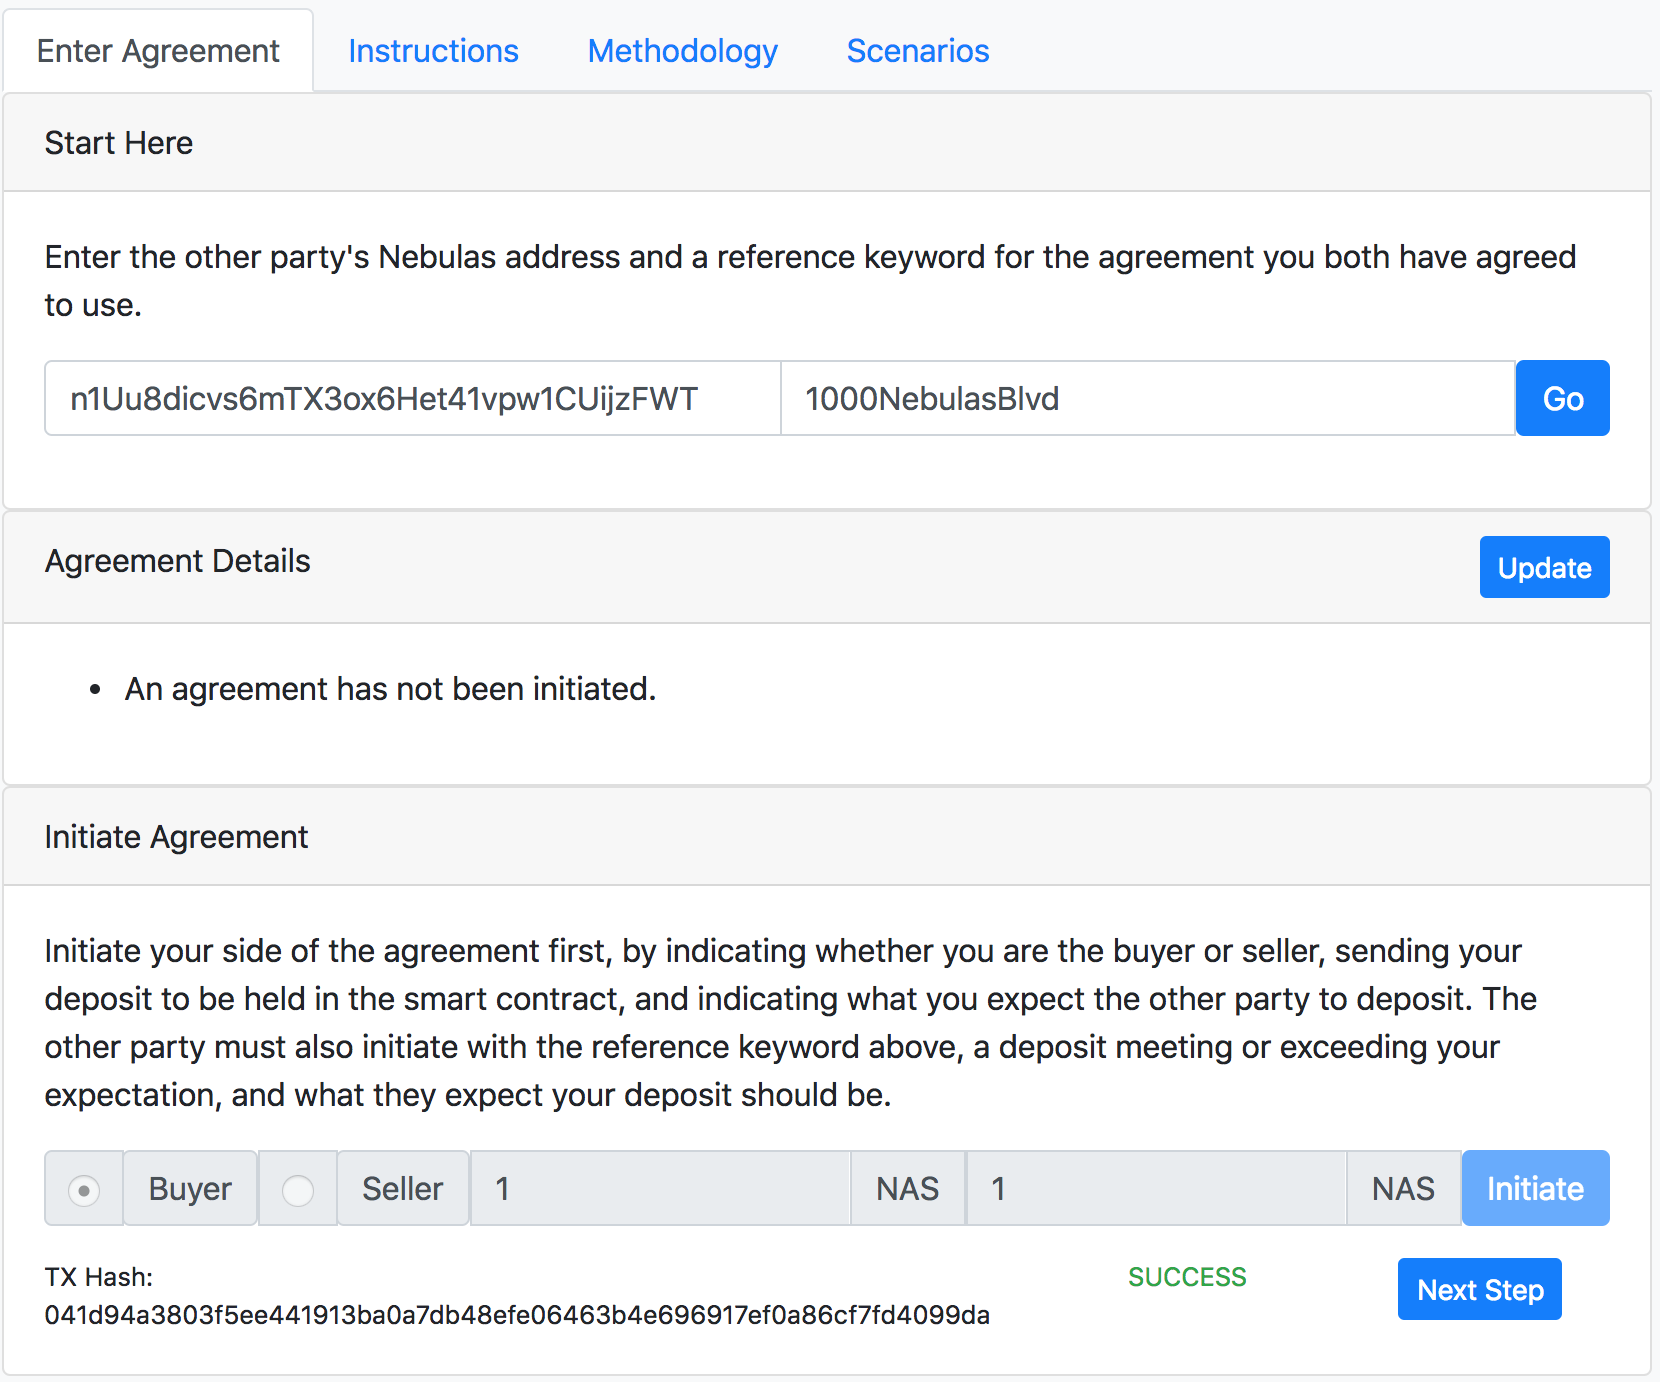 Enter Agreement Instructions Methodology Scenarios
Start Here
Enter the other party's Nebulas address and a reference keyword for the agreement you both have agreed
to use.
n1Uu8dicvs6mTX3ox6Het41vpw1CUijzFWT 1000NebulasBlvd Go
Agreement Details Update
• An agreement has not been initiated.
Initiate Agreement
Initiate your side of the agreement first, by indicating whether you are the buyer or seller, sending your
deposit to be held in the smart contract, and indicating what you expect the other party to deposit. The
other party must also initiate with the reference keyword above, a deposit meeting or exceeding your
expectation, and what they expect your deposit should be.
Buyer Seller 1 NAS 1 NAS Initiate
TX Hash: SUCCESS Next Step
041d94a3803f5ee441913ba0a7db48efe06463b4e696917ef0a86cf7fd4099da